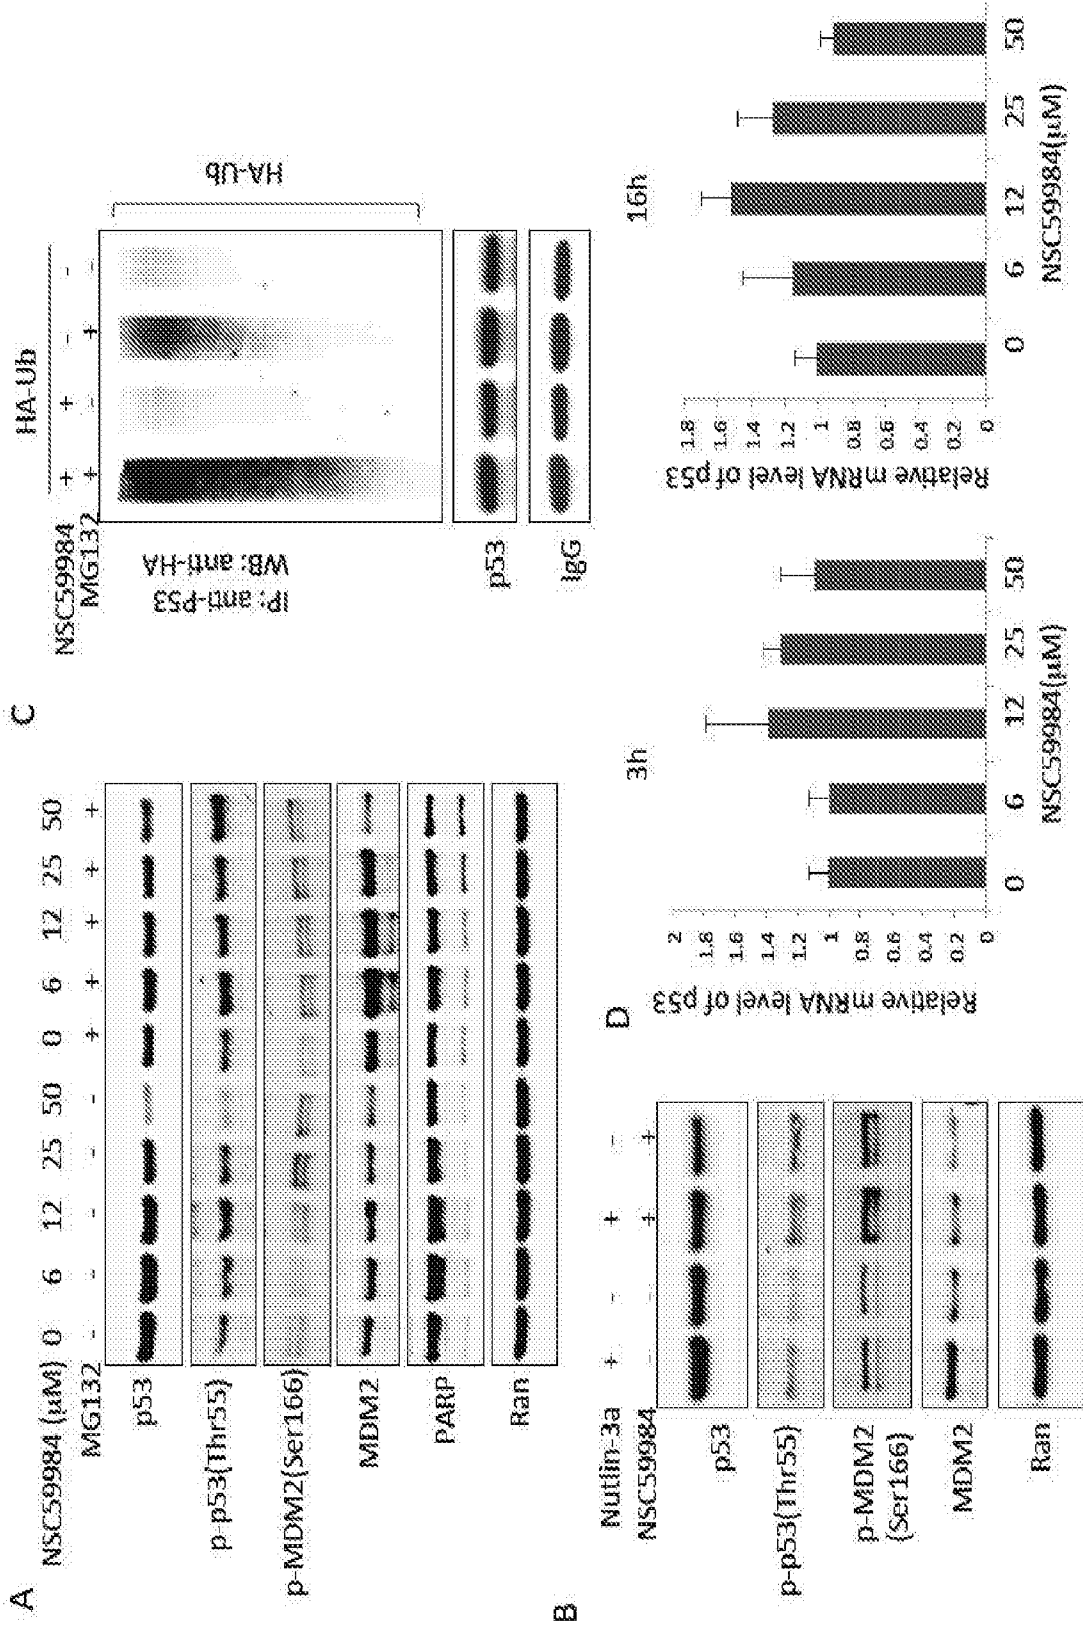 A
NSC59984 (μM) 0 6 12 25 50 0 6 12 25 50
MG132 - - - - - + + + + +
p53
p-p53(Thr55)
p-MDM2(Ser166)
MDM2
PARP
Ran
B
Nutlin-3a + - + -
NSC59984 - - + +
p53
p-p53(Thr55)
p-MDM2
(Ser166)
MDM2
Ran
C
HA-Ub
NSC59984 + + - -
MG132 + - + -
IP: anti-P53
WB: anti-HA
HA-Ub
p53
IgG
D
3h
Relative mRNA level of p53
2
1.8
1.6
1.4
1.2
1
0.8
0.6
0.4
0.2
0
0 6 12 25 50
NSC59984(μM)
16h
Relative mRNA level of p53
1.8
1.6
1.4
1.2
1
0.8
0.6
0.4
0.2
0
0 6 12 25 50
NSC59984(μM)